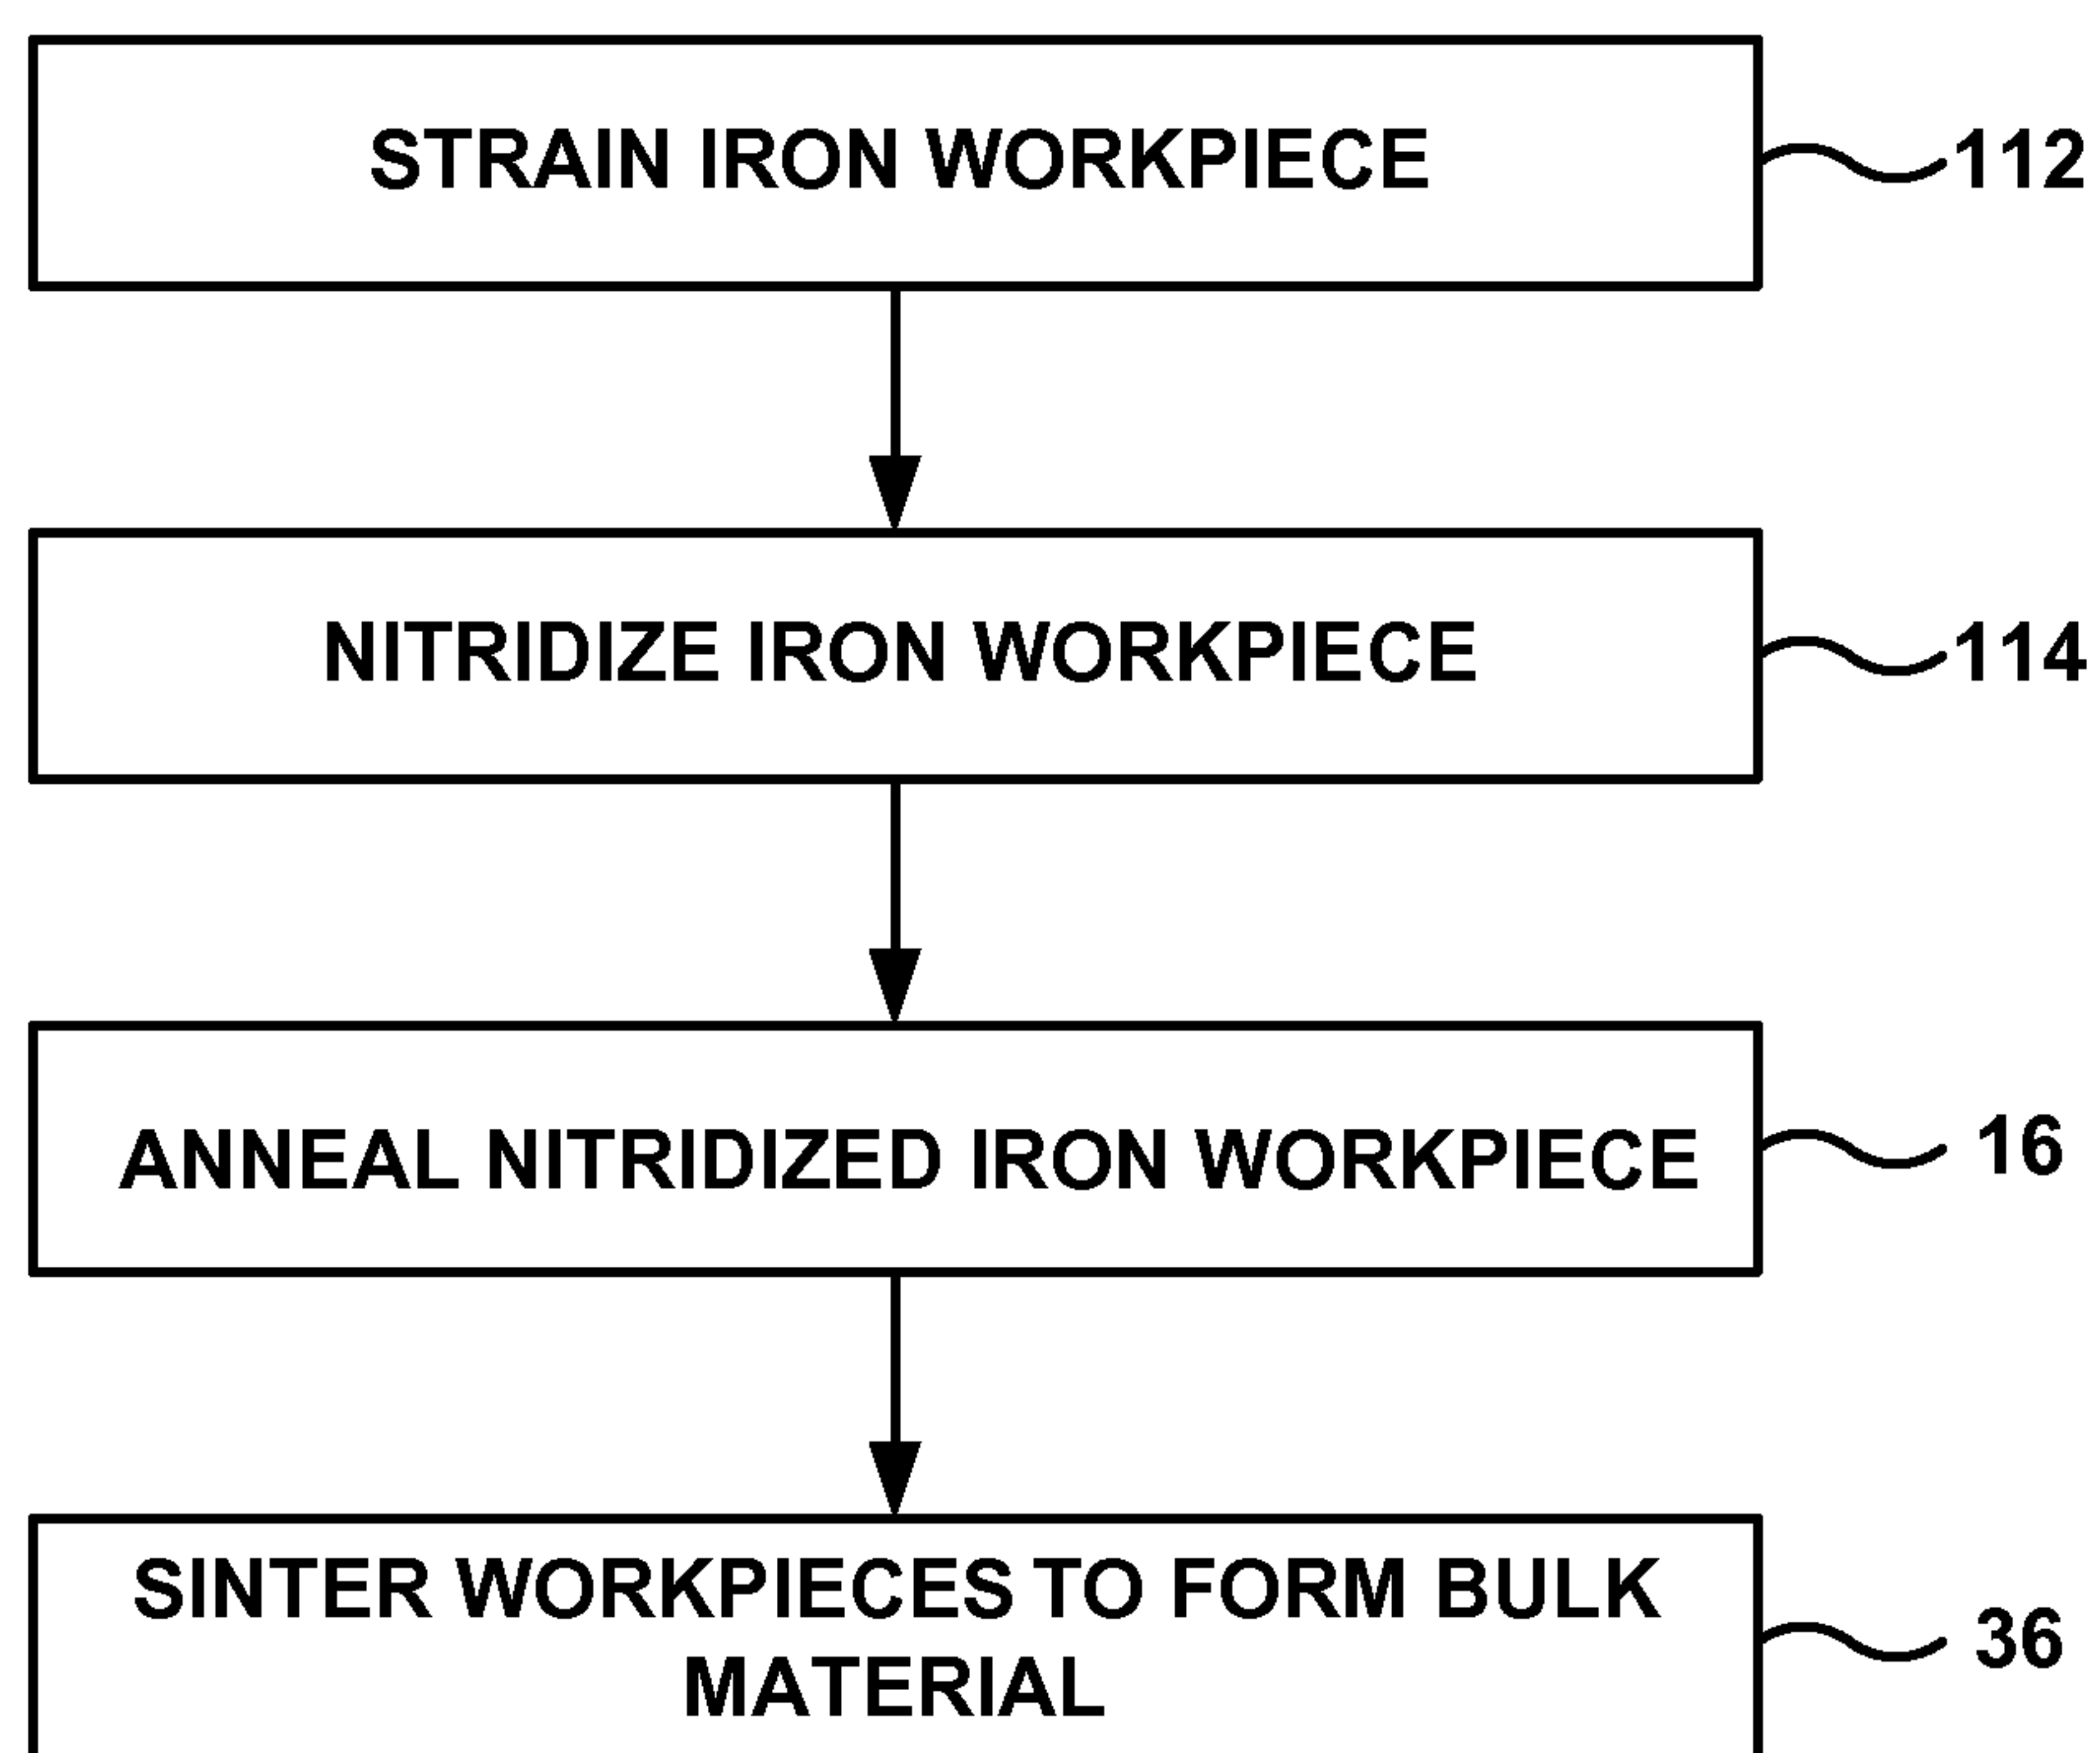 STRAIN IRON WORKPIECE
112
NITRIDIZE IRON WORKPIECE
114
ANNEAL NITRIDIZED IRON WORKPIECE
16
SINTER WORKPIECES TO FORM BULK
MATERIAL
36